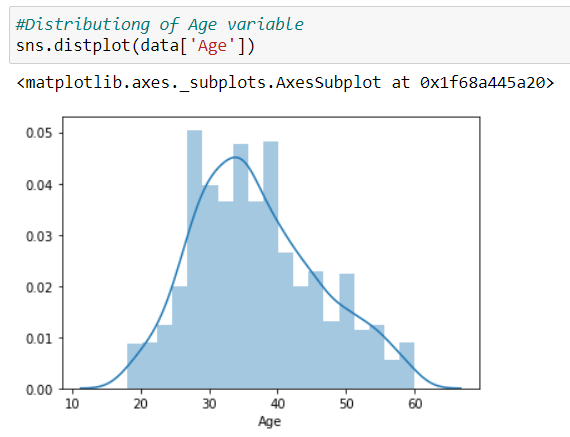 #Distributiong of Age variable
sns.distplot(data['Age'])
<matplotlib.axes._subplots.AxesSubplot at 0x1f68a445a20>
0.05
0.04
0.03
0.02
0.01
0.00
10 20 30 40 50 60
Age